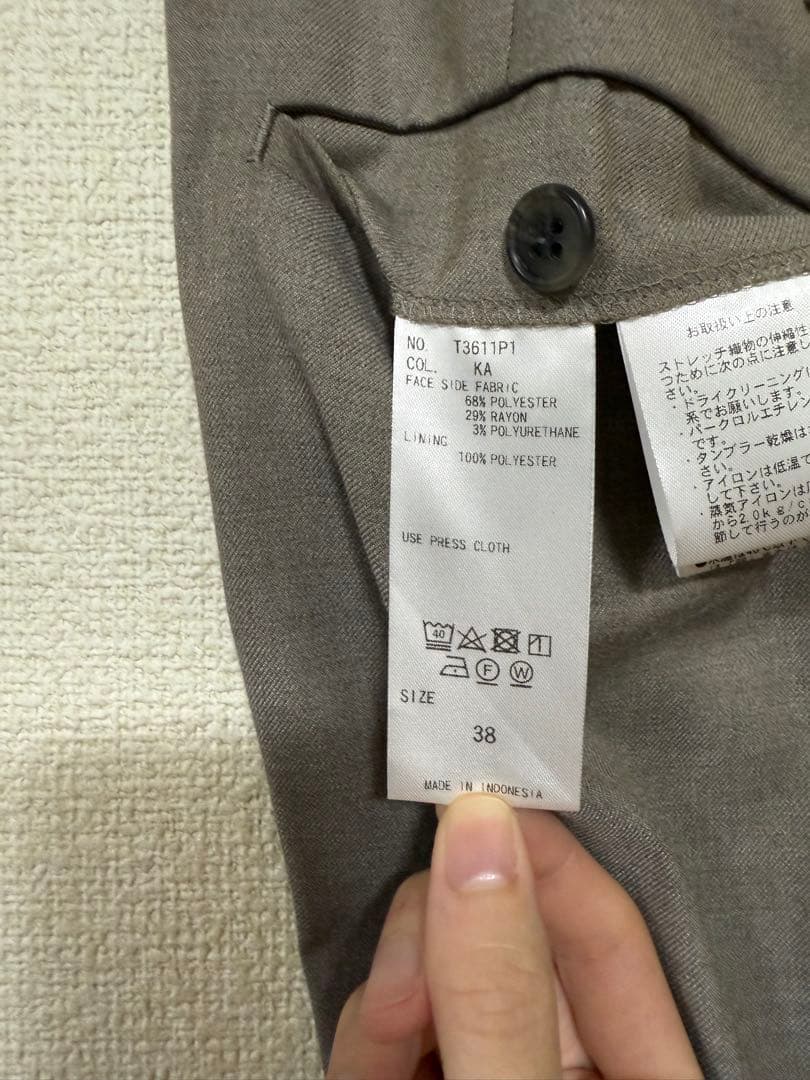 NO. T3611P1
COL. KA
FACE SIDE FABRIC
68% POLYESTER
29% RAYON
3% POLYURETHANE
LINING
100% POLYESTER
USE PRESS CLOTH
40
F W
SIZE
38
MADE IN INDONESIA
お取扱い上の注意
ストレッチ織物の伸縮性
つために次の点に注意し
さい。
・ドライクリーニングは
系でお願いします。
・パークロルエチレン
です。
・タンブラー乾燥は
さい。
・アイロンは低温で
して下さい。
・蒸気アイロンは
から2.0kg/c
節して行うのが